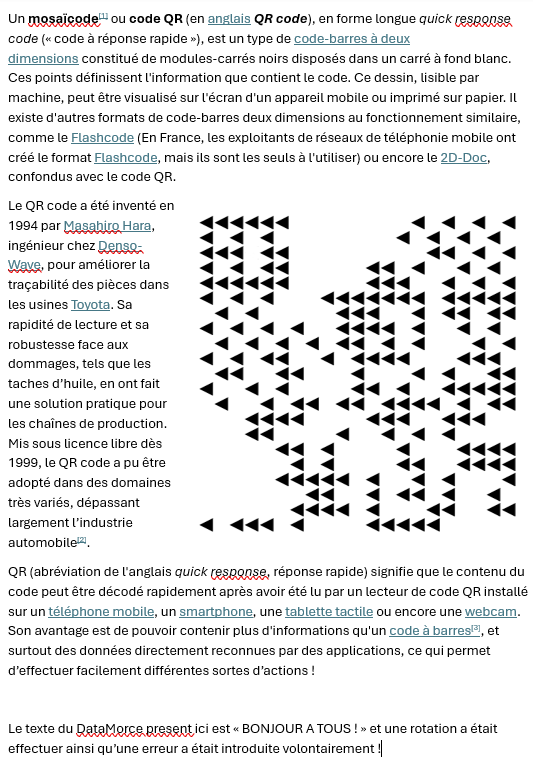 Un mosaïcode[1] ou code QR (en anglais QR code), en forme longue quick response
code (« code à réponse rapide »), est un type de code-barres à deux
dimensions constitué de modules-carrés noirs disposés dans un carré à fond blanc.
Ces points définissent l'information que contient le code. Ce dessin, lisible par
machine, peut être visualisé sur l'écran d'un appareil mobile ou imprimé sur papier. Il
existe d'autres formats de code-barres deux dimensions au fonctionnement similaire,
comme le Flashcode (En France, les exploitants de réseaux de téléphonie mobile ont
créé le format Flashcode, mais ils sont les seuls à l'utiliser) ou encore le 2D-Doc,
confondus avec le code QR.
Le QR code a été inventé en
1994 par Masahiro Hara,
ingénieur chez Denso-
Wave, pour améliorer la
traçabilité des pièces dans
les usines Toyota. Sa
rapidité de lecture et sa
robustesse face aux
dommages, tels que les
taches d'huile, en ont fait
une solution pratique pour
les chaînes de production.
Mis sous licence libre dès
1999, le QR code a pu être
adopté dans des domaines
très variés, dépassant
largement l'industrie
automobile[2].
QR (abréviation de l'anglais quick response, réponse rapide) signifie que le contenu du
code peut être décodé rapidement après avoir été lu par un lecteur de code QR installé
sur un téléphone mobile, un smartphone, une tablette tactile ou encore une webcam.
Son avantage est de pouvoir contenir plus d'informations qu'un code à barres[3], et
surtout des données directement reconnues par des applications, ce qui permet
d'effectuer facilement différentes sortes d'actions !
Le texte du DataMorce present ici est « BONJOUR A TOUS ! » et une rotation a était
effectuer ainsi qu'une erreur a était introduite volontairement !